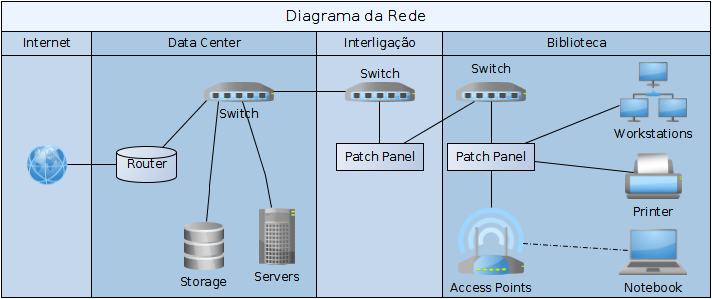 Diagrama da Rede
Internet
Data Center
Interligação
Biblioteca
Switch
Switch
Switch
Workstations
Router
Patch Panel
Patch Panel
Printer
Storage
Servers
Access Points
Notebook